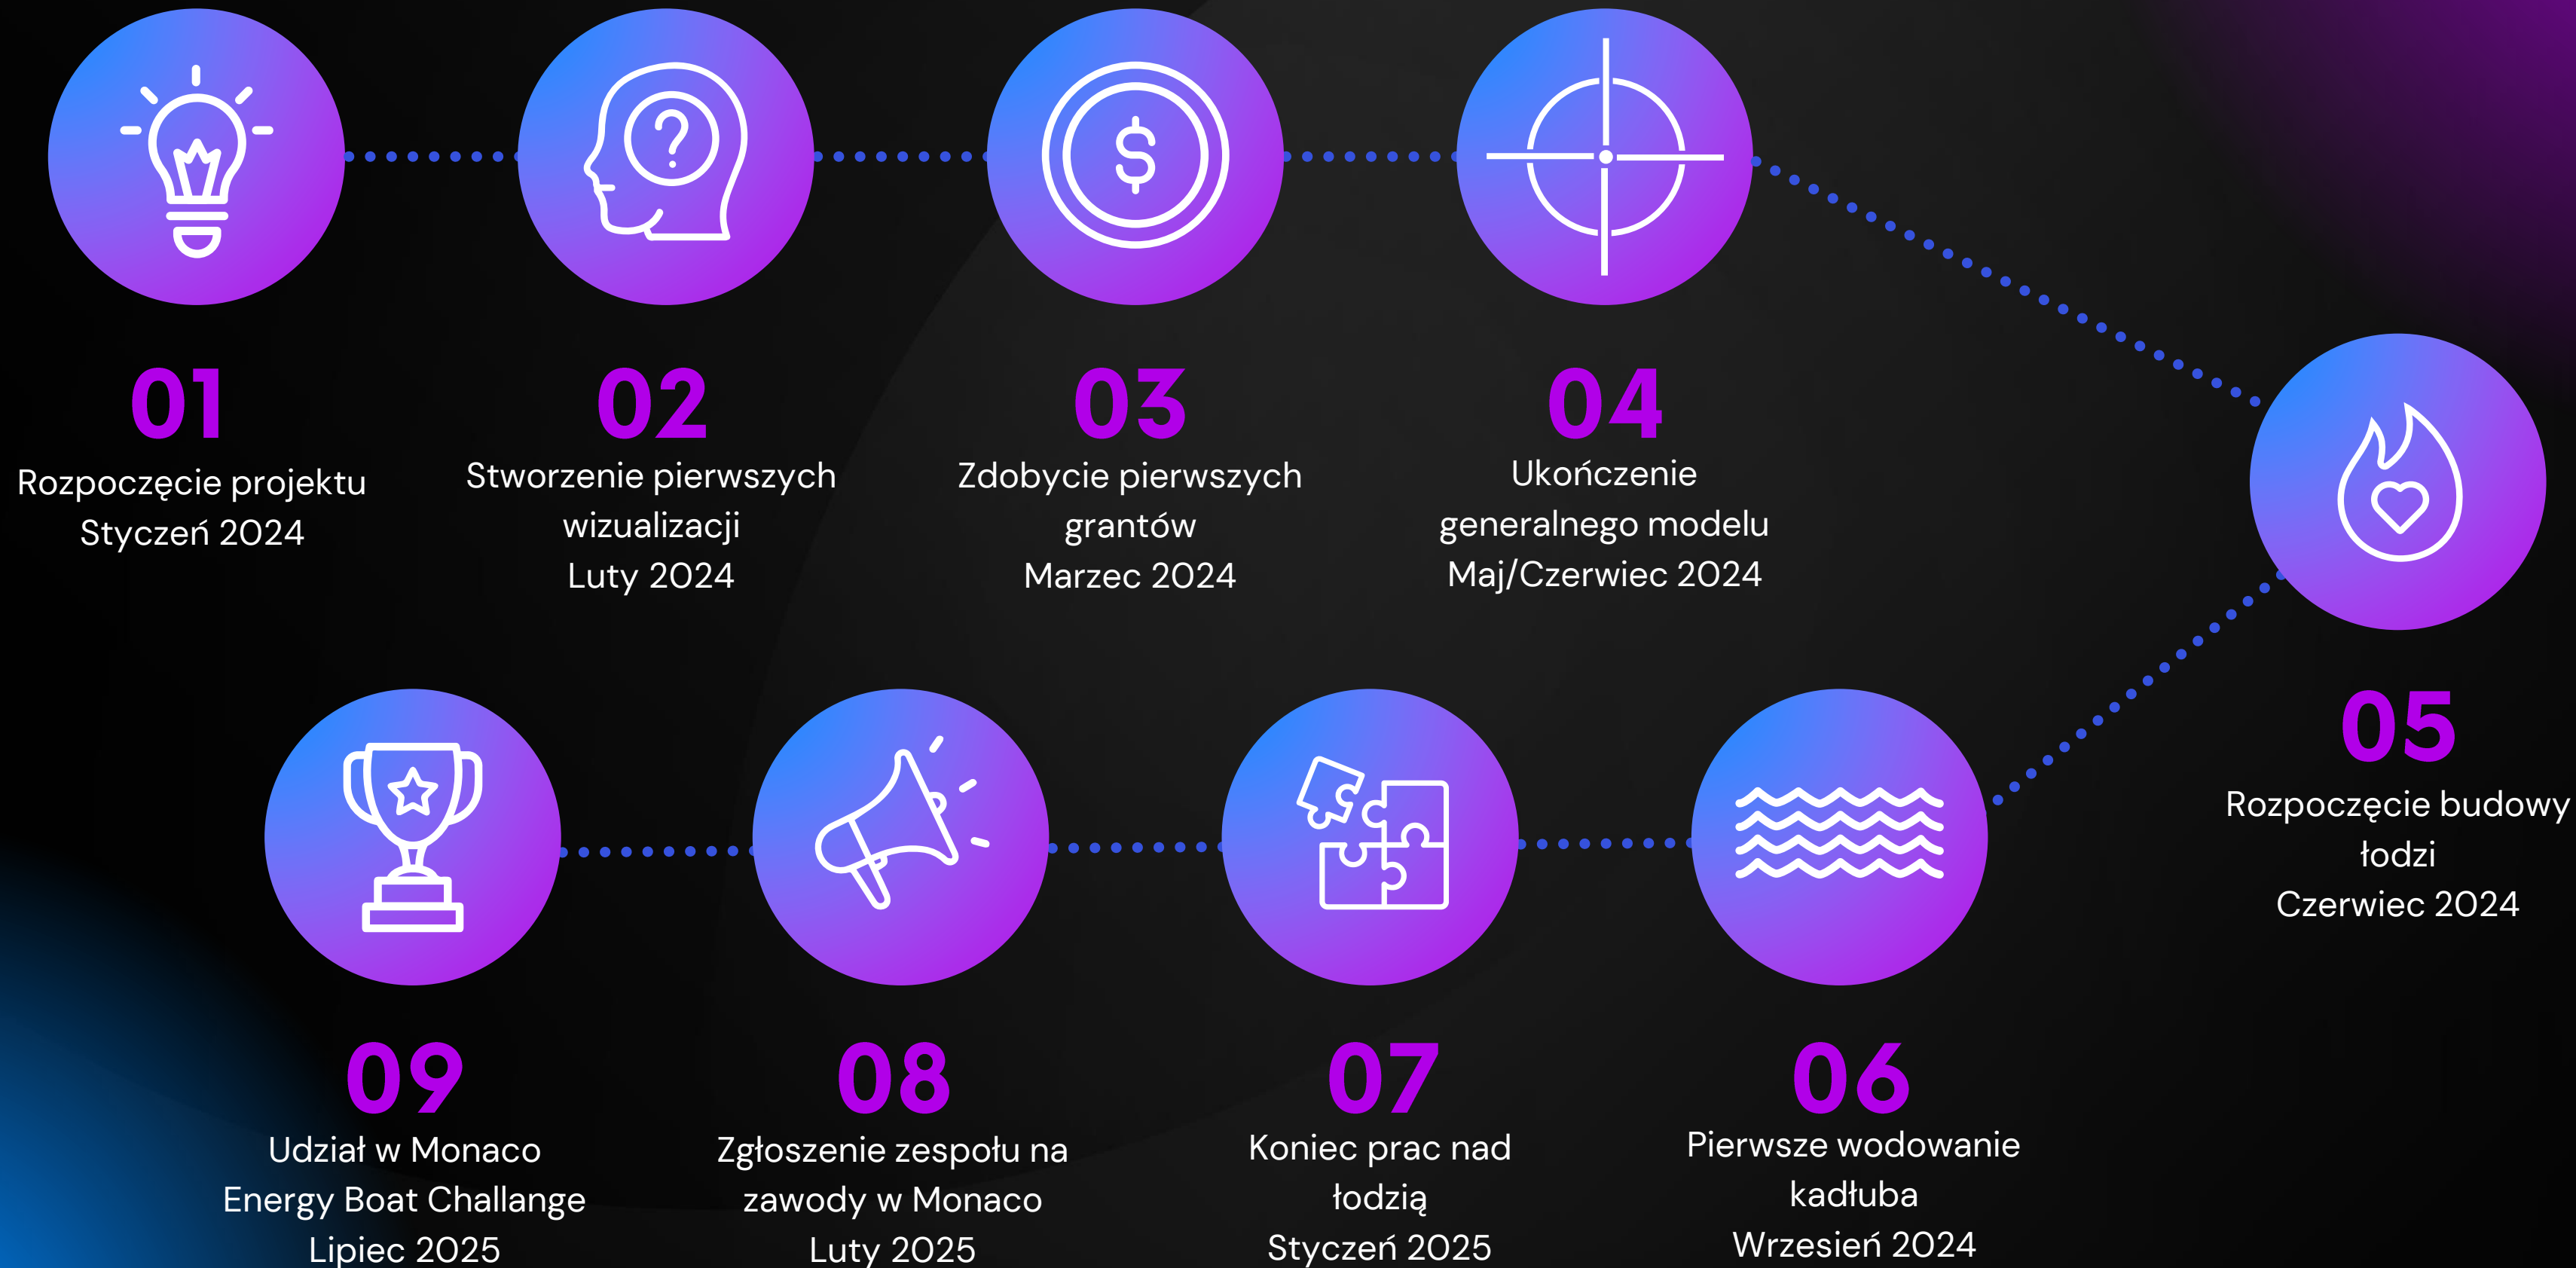 01
Rozpoczęcie projektu
Styczeń 2024
02
Stworzenie pierwszych
wizualizacji
Luty 2024
03
Zdobycie pierwszych
grantów
Marzec 2024
04
Ukończenie
generalnego modelu
Maj/Czerwiec 2024
05
Rozpoczęcie budowy
łodzi
Czerwiec 2024
06
Pierwsze wodowanie
kadłuba
Wrzesień 2024
07
Koniec prac nad
łodzią
Styczeń 2025
08
Zgłoszenie zespołu na
zawody w Monaco
Luty 2025
09
Udział w Monaco
Energy Boat Challange
Lipiec 2025